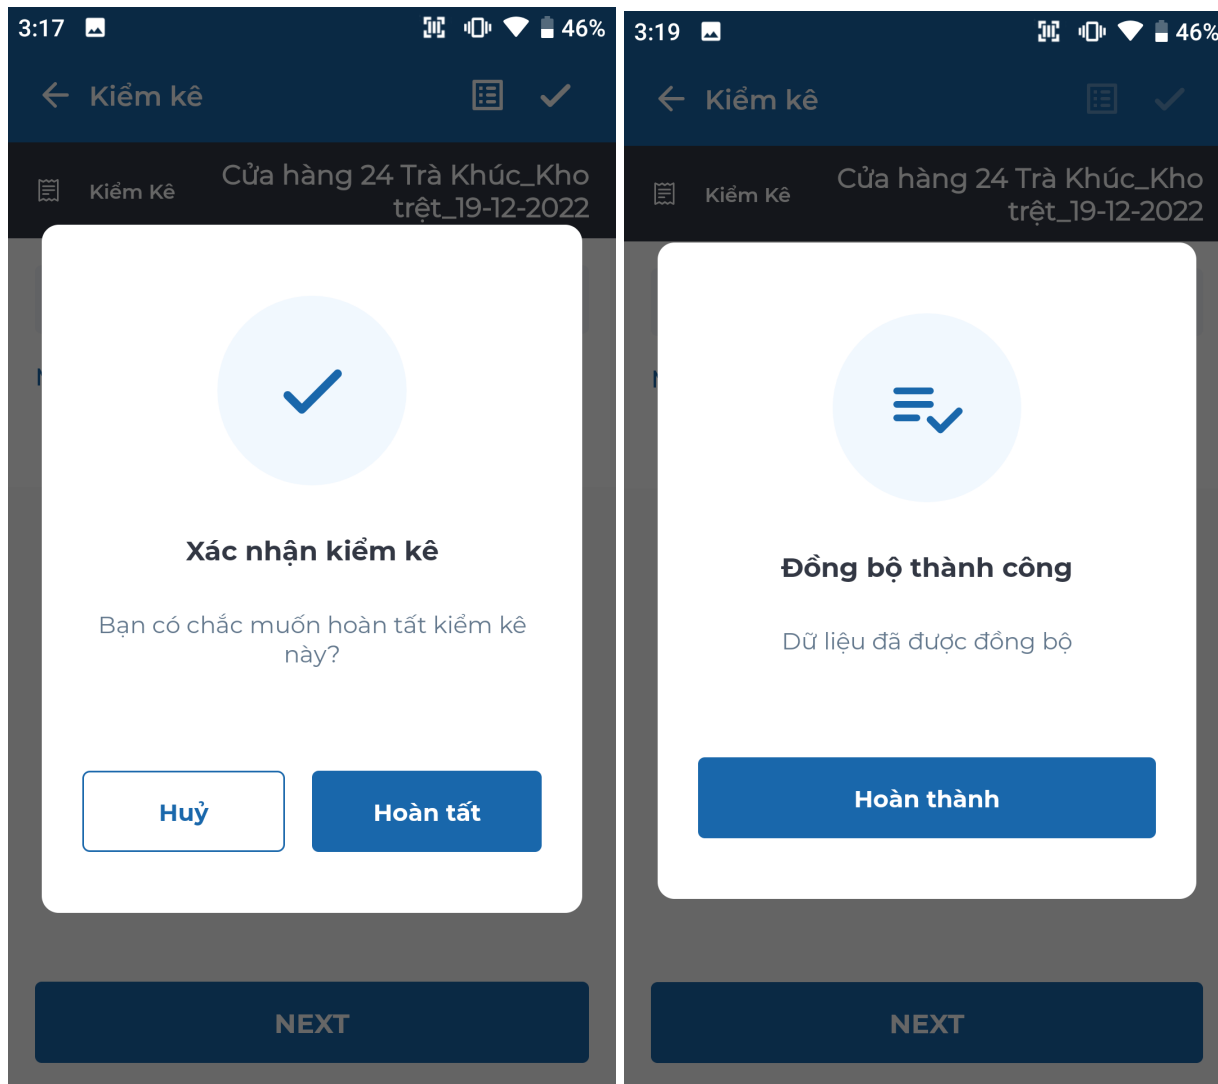 3:17
46%
Kiểm kê
Kiểm Kê
Cửa hàng 24 Trà Khúc_Kho
trệt_19-12-2022
Xác nhận kiểm kê
Bạn có chắc muốn hoàn tất kiểm kê
này?
Huỷ
Hoàn tất
NEXT
3:19
46%
Kiểm kê
Kiểm Kê
Cửa hàng 24 Trà Khúc_Kho
trệt_19-12-2022
Đồng bộ thành công
Dữ liệu đã được đồng bộ
Hoàn thành
NEXT